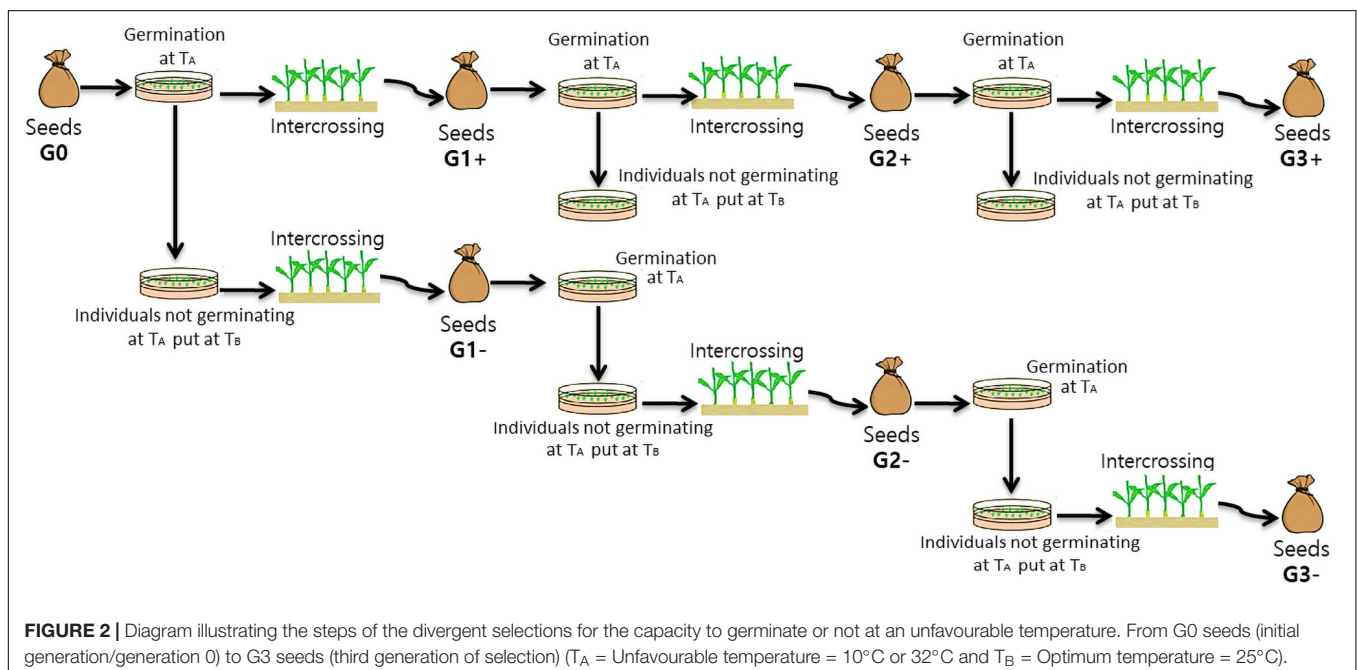 Germination
at TA
Seeds
G0
Intercrossing
Seeds
G1+
Germination
at TA
Intercrossing
Seeds
G2+
Germination
at TA
Intercrossing
Seeds
G3+
Individuals not germinating
at TA put at TB
Individuals not germinating
at TA put at TB
Individuals not germinating
at TA put at TB
Intercrossing
Seeds
G1-
Germination
at TA
Individuals not germinating
at TA put at TB
Intercrossing
Seeds
G2-
Germination
at TA
Individuals not germinating
at TA put at TB
Intercrossing
Seeds
G3-
FIGURE 2 | Diagram illustrating the steps of the divergent selections for the capacity to germinate or not at an unfavourable temperature. From G0 seeds (initial
generation/generation 0) to G3 seeds (third generation of selection) (TA = Unfavourable temperature = 10°C or 32°C and TB = Optimum temperature = 25°C).